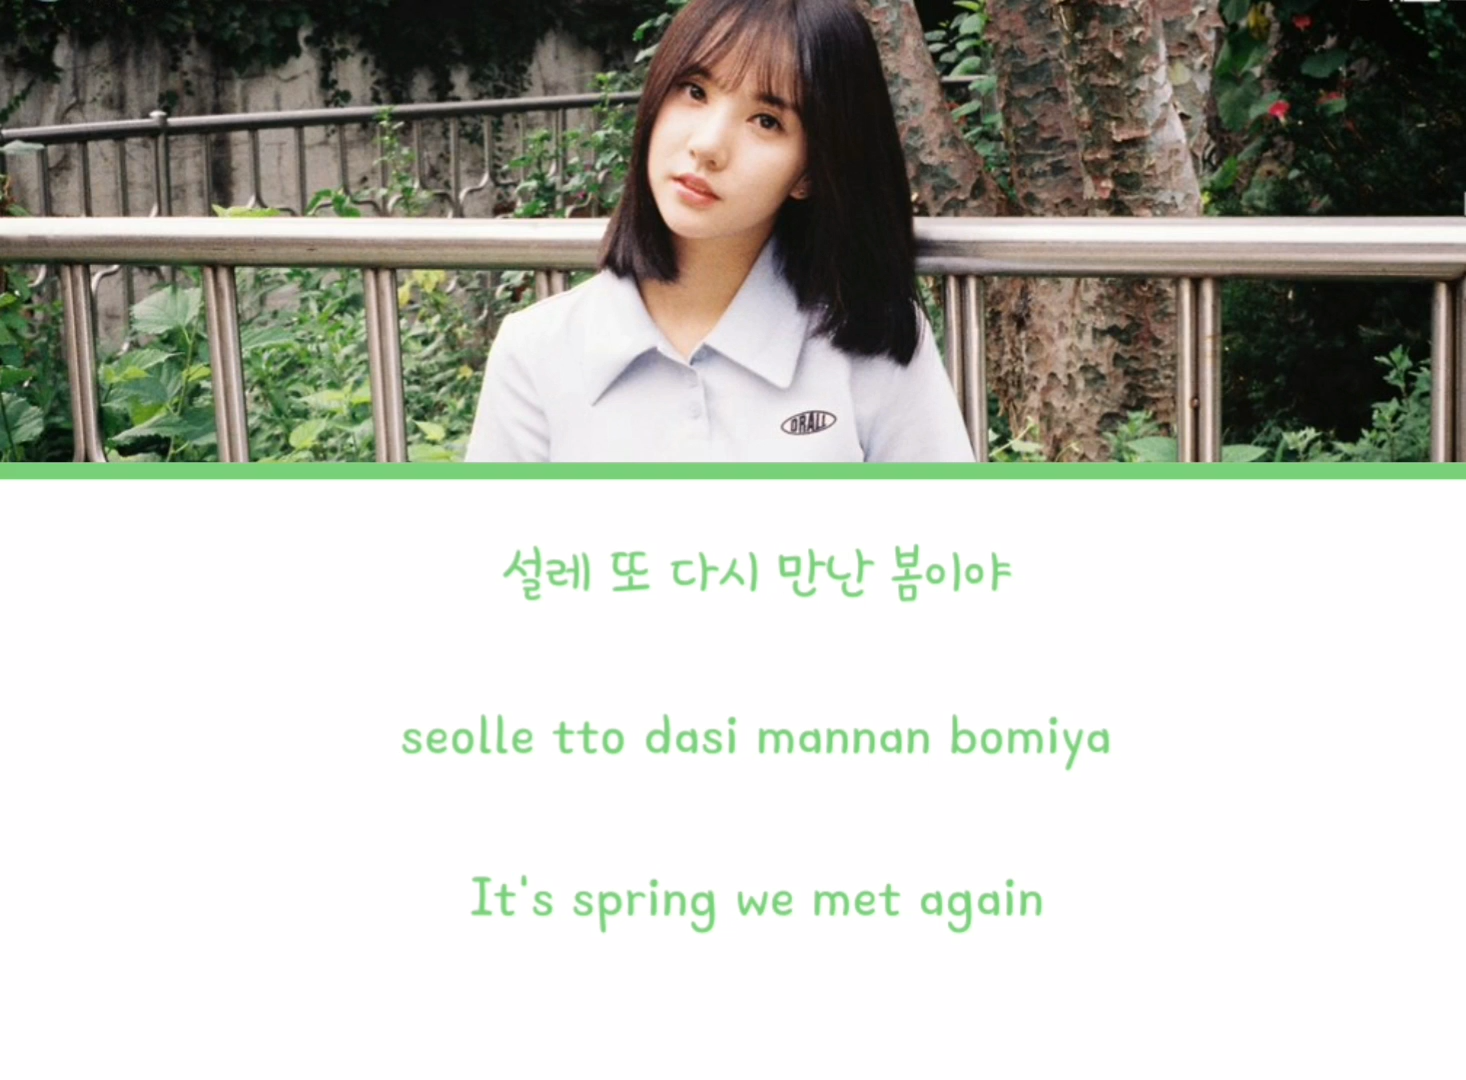 ORALL
설레 또 다시 만난 봄이야
seolle tto dasi mannan bomiya
It's spring we met again